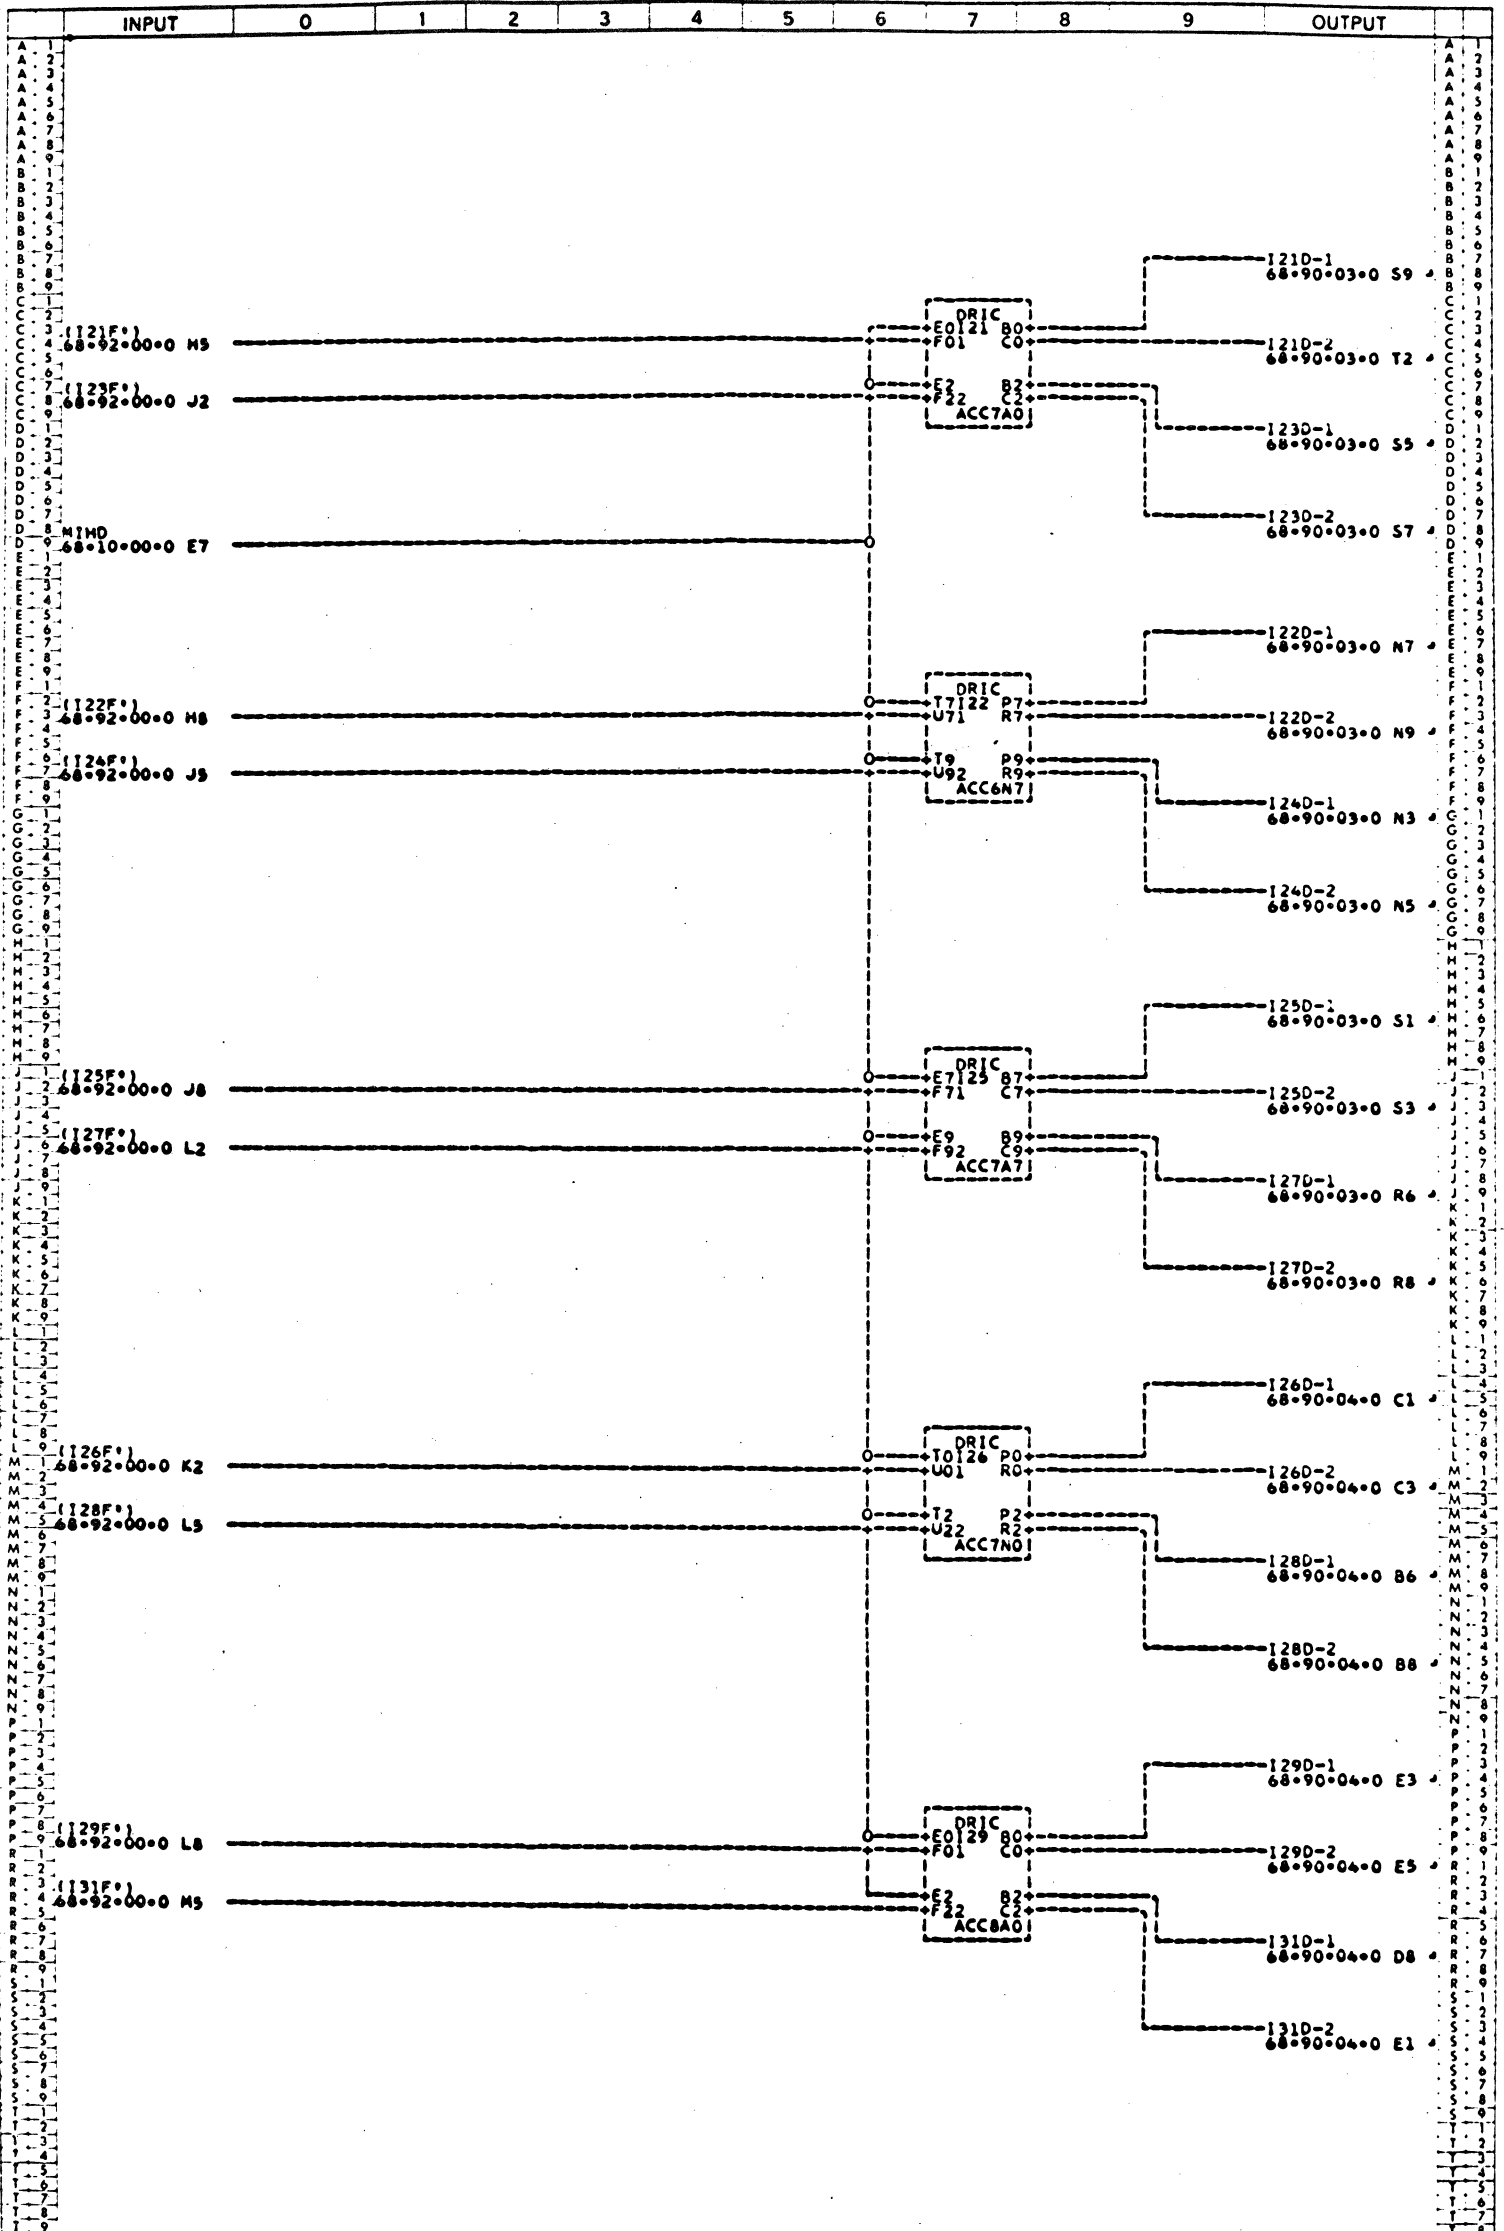 INPUT 0 1 2 3 4 5 6 7 8 9 OUTPUT
I21D-1
68•90•03•0 S9
DRIC
(I21F')
E0I21 B0
68•92•00•0 H5
F01 C0
I21D-2
68•90•03•0 T2
(I23F')
E2 B2
68•92•00•0 J2
F22 C2
ACC7A0
I23D-1
68•90•03•0 S5
I23D-2
68•90•03•0 S7
MIHD
68•10•00•0 E7
I22D-1
68•90•03•0 N7
DRIC
(I22F')
T7I22 P7
68•92•00•0 H8
U71 R7
I22D-2
68•90•03•0 N9
(I24F')
T9 P9
68•92•00•0 J5
U92 R9
ACC6N7
I24D-1
68•90•03•0 N3
I24D-2
68•90•03•0 N5
I25D-1
68•90•03•0 S1
DRIC
(I25F')
E7I25 B7
68•92•00•0 J8
F71 C7
I25D-2
68•90•03•0 S3
(I27F')
E9 B9
68•92•00•0 L2
F92 C9
ACC7A7
I27D-1
68•90•03•0 R6
I27D-2
68•90•03•0 R8
I26D-1
68•90•04•0 C1
DRIC
(I26F')
T0I26 P0
68•92•00•0 K2
U01 R0
I26D-2
68•90•04•0 C3
(I28F')
T2 P2
68•92•00•0 L5
U22 R2
ACC7N0
I28D-1
68•90•04•0 B6
I28D-2
68•90•04•0 B8
I29D-1
68•90•04•0 E3
DRIC
(I29F')
E0I29 B0
68•92•00•0 L8
F01 C0
I29D-2
68•90•04•0 E5
(I31F')
E2 B2
68•92•00•0 M5
F22 C2
ACC8A0
I31D-1
68•90•04•0 D8
I31D-2
68•90•04•0 E1